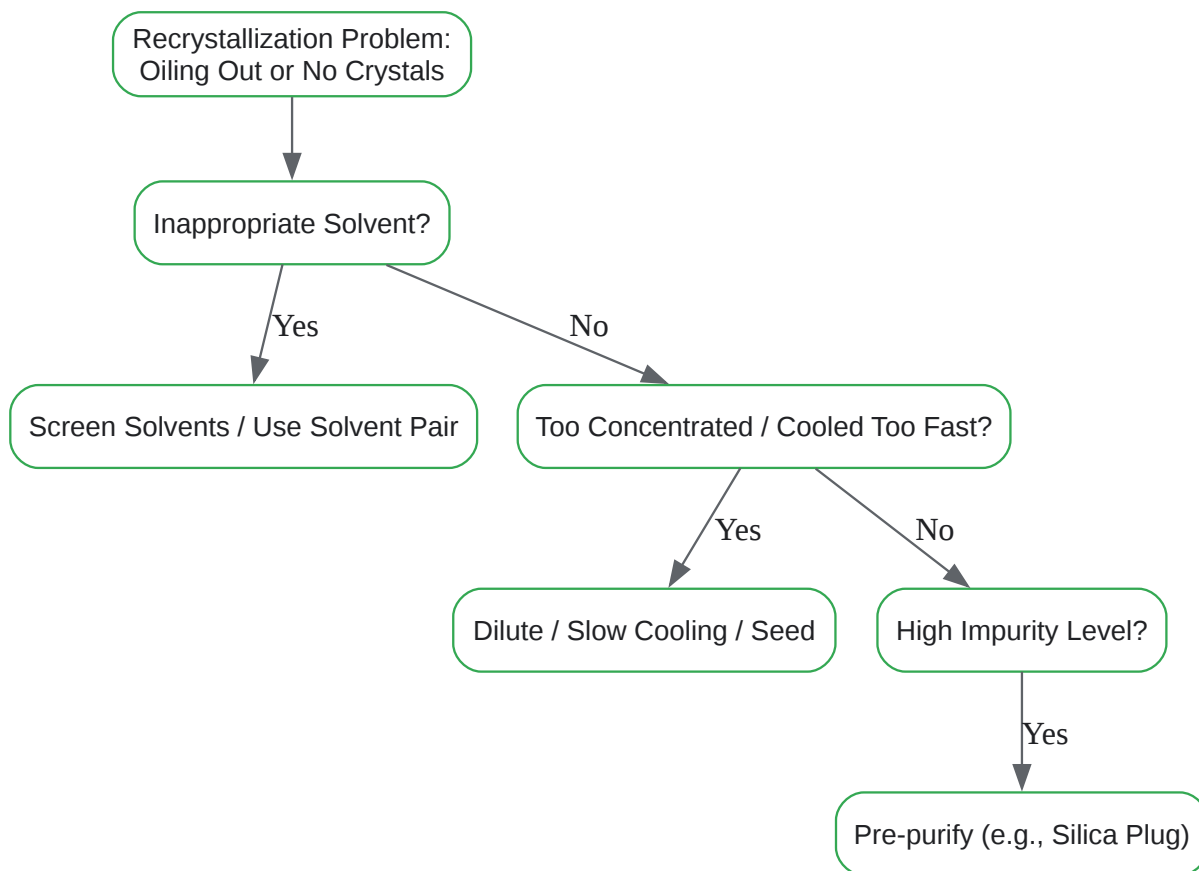 Recrystallization Problem:
Oiling Out or No Crystals
Inappropriate Solvent?
Yes
No
Screen Solvents / Use Solvent Pair
Too Concentrated / Cooled Too Fast?
Yes
No
Dilute / Slow Cooling / Seed
High Impurity Level?
Yes
Pre-purify (e.g., Silica Plug)